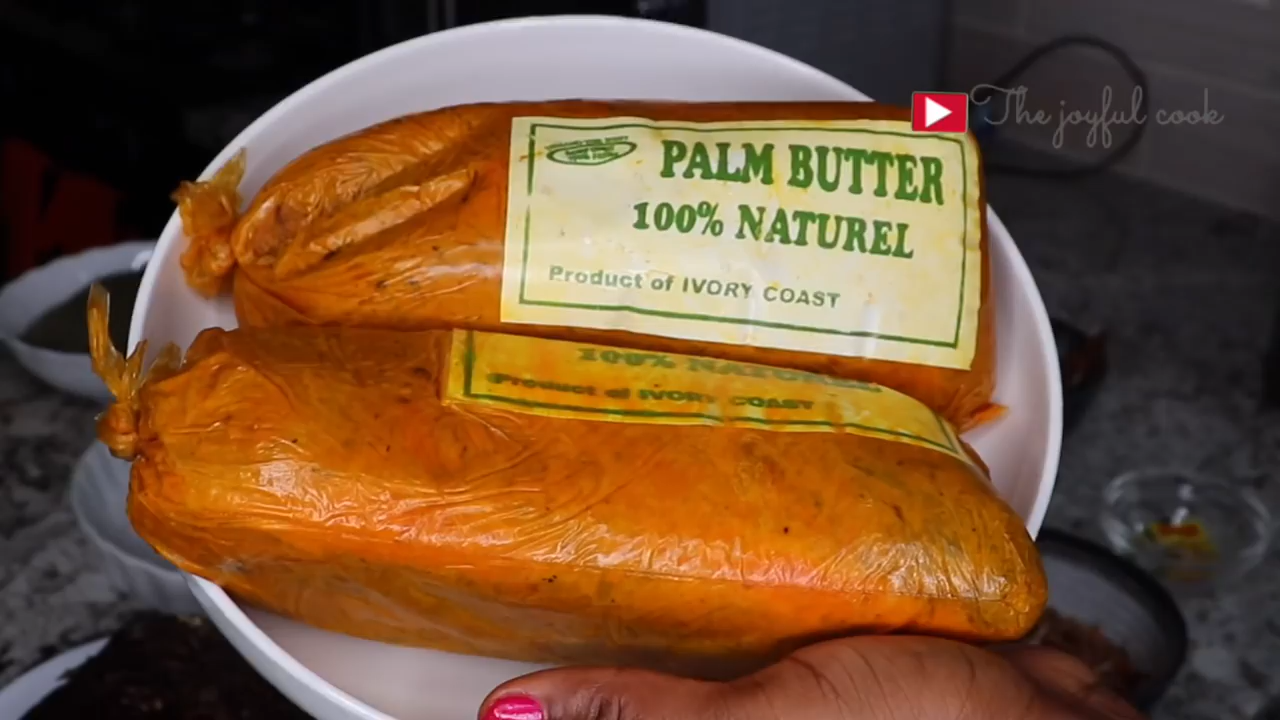 The joyful cook
PALM BUTTER
100% NATUREL
Product of IVORY COAST
100% NATUREL
Product of IVORY COAST